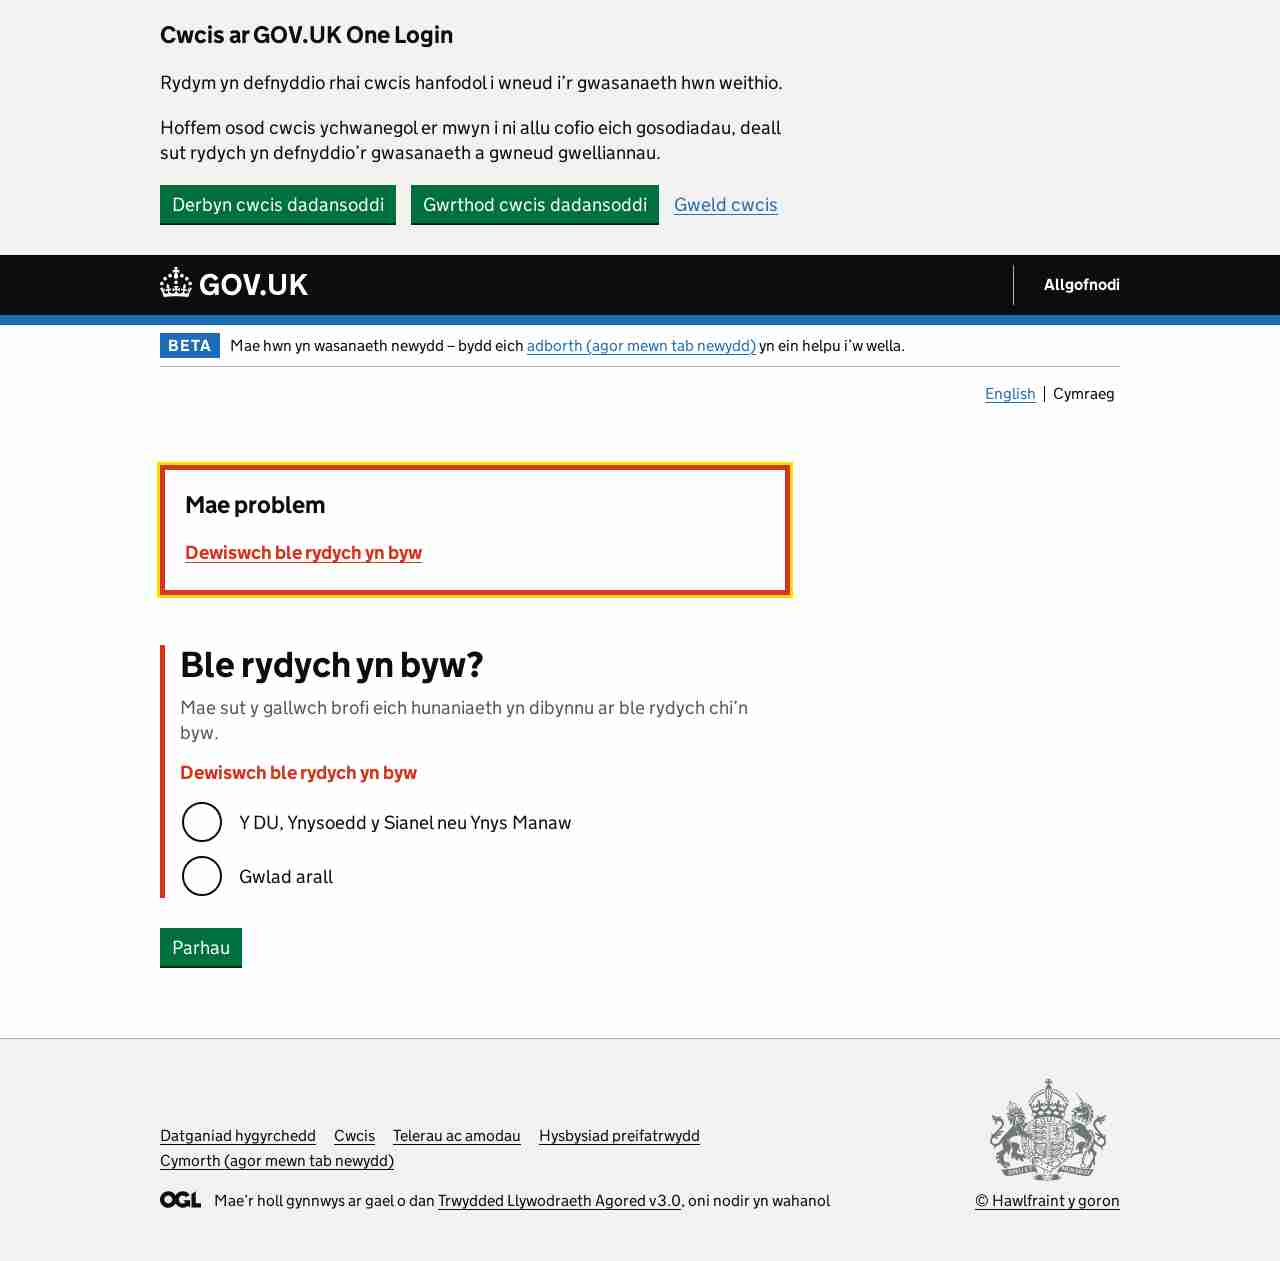 Cwcis ar GOV.UK One Login
Rydym yn defnyddio rhai cwcis hanfodol i wneud i’r gwasanaeth hwn weithio.
Hoffem osod cwcis ychwanegol er mwyn i ni allu cofio eich gosodiadau, deall
sut rydych yn defnyddio’r gwasanaeth a gwneud gwelliannau.
Derbyn cwcis dadansoddi Gwrthod cwcis dadansoddi Gweld cwcis
GOV.UK Allgofnodi
BETA Mae hwn yn wasanaeth newydd – bydd eich adborth (agor mewn tab newydd) yn ein helpu i’w wella.
English Cymraeg
Mae problem
Dewiswch ble rydych yn byw
Ble rydych yn byw?
Mae sut y gallwch brofi eich hunaniaeth yn dibynnu ar ble rydych chi’n
byw.
Dewiswch ble rydych yn byw
Y DU, Ynysoedd y Sianel neu Ynys Manaw
Gwlad arall
Parhau
Datganiad hygyrchedd Cwcis Telerau ac amodau Hysbysiad preifatrwydd
Cymorth (agor mewn tab newydd)
OGL Mae’r holl gynnwys ar gael o dan Trwydded Llywodraeth Agored v3.0, oni nodir yn wahanol
© Hawlfraint y goron